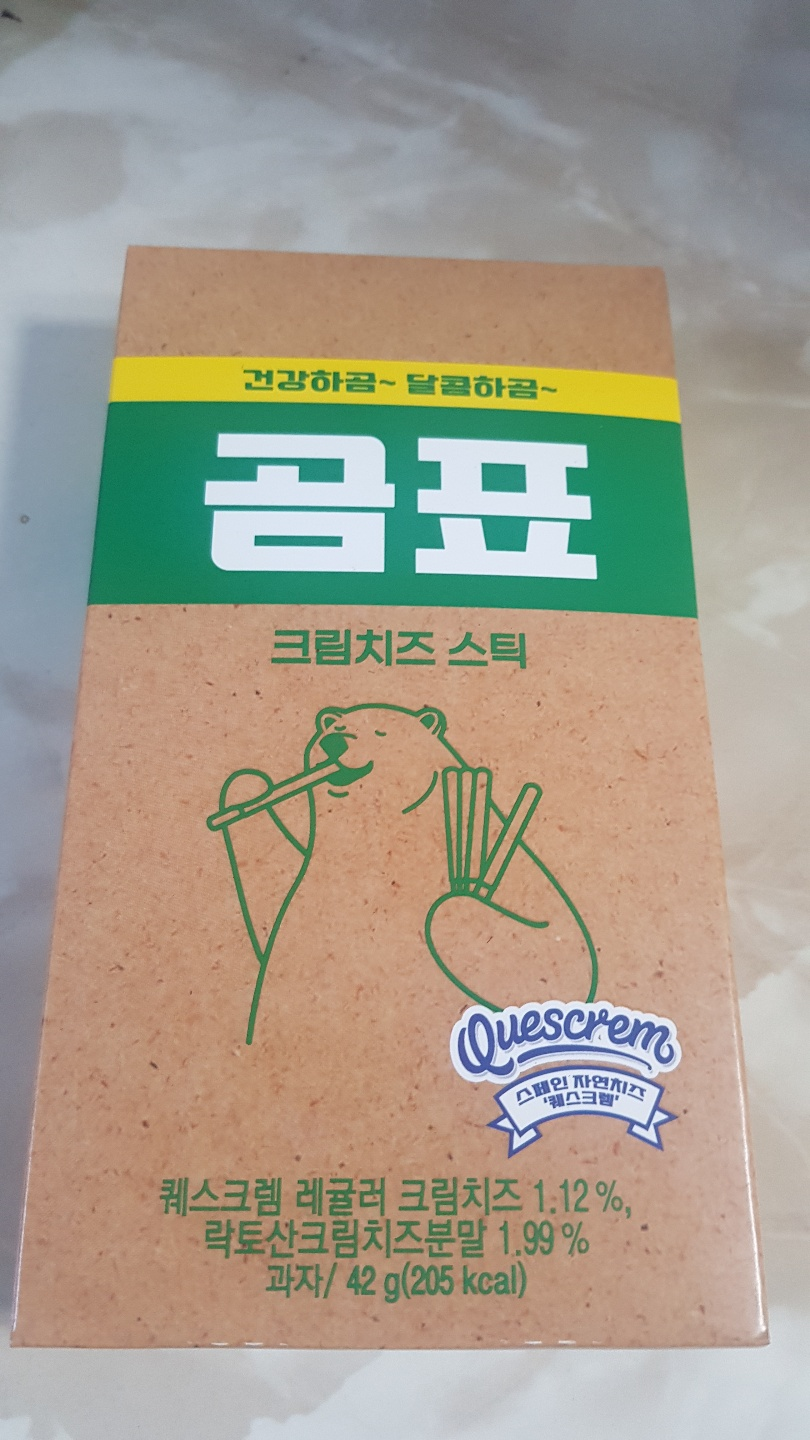 건강하곰~ 달콤하곰~
곰표
크림치즈 스틱
Quescrem
스페인 자연치즈
'퀘스크렘'
퀘스크렘 레귤러 크림치즈 1.12 %,
락토산크림치즈분말 1.99 %
과자/ 42 g(205 kcal)